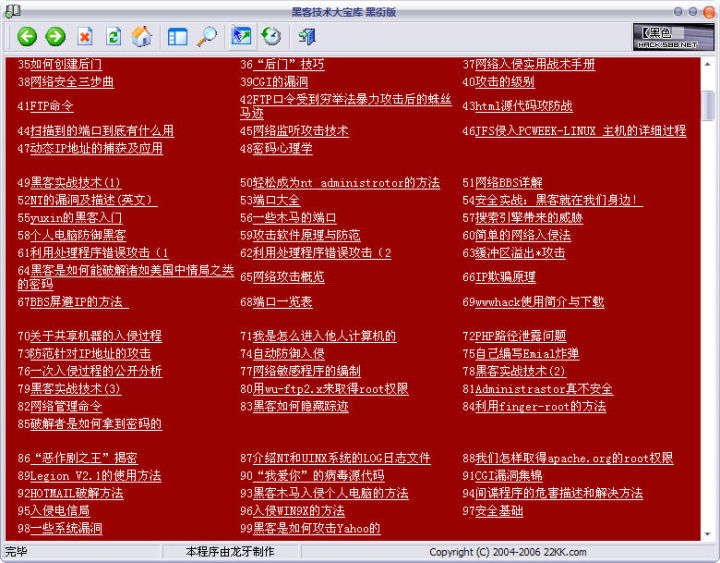 黑客技术大宝库 黑街版
【黑色
HACK.5BB.NET
35如何创建后门 36“后门”技巧 37网络入侵实用战术手册
38网络安全三步曲 39CGI的漏洞 40攻击的级别
41FTP命令 42FTP口令受到穷举法暴力攻击后的蛛丝马迹 43html源代码攻防战
44扫描到的端口到底有什么用 45网络监听攻击技术 46JFS侵入PCWEEK-LINUX 主机的详细过程
47动态IP地址的捕获及应用 48密码心理学
49黑客实战技术(1) 50轻松成为nt administrotor的方法 51网络BBS详解
52NT的漏洞及描述(英文) 53端口大全 54安全实战：黑客就在我们身边！
55yuxin的黑客入门 56一些木马的端口 57搜索引擎带来的威胁
58个人电脑防御黑客 59攻击软件原理与防范 60简单的网络入侵法
61利用处理程序错误攻击（1 62利用处理程序错误攻击（2 63缓冲区溢出*攻击
64黑客是如何能破解诸如美国中情局之类的密码 65网络攻击概览 66IP欺骗原理
67BBS屏避IP的方法 68端口一览表 69wwwhack使用简介与下载
70关于共享机器的入侵过程 71我是怎么进入他人计算机的 72PHP路径泄露问题
73防范针对IP地址的攻击 74自动防御入侵 75自己编写Emial炸弹
76一次入侵过程的公开分析 77网络敏感程序的编制 78黑客实战技术(2)
79黑客实战技术(3) 80用wu-ftp2.x来取得root权限 81Administrastor真不安全
82网络管理命令 83黑客如何隐藏踪迹 84利用finger-root的方法
85破解者是如何拿到密码的
86“恶作剧之王”揭密 87介绍NT和UINX系统的LOG日志文件 88我们怎样取得apache.org的root权限
89Legion V2.1的使用方法 90“我爱你”的病毒源代码 91CGI漏洞集锦
92HOTMAIL破解方法 93黑客木马入侵个人电脑的方法 94间谍程序的危害描述和解决方法
95入侵电信局 96入侵WIN9X的方法 97安全基础
98一些系统漏洞 99黑客是如何攻击Yahoo的
完毕 本程序由龙牙制作 Copyright (C) 2004-2006 22KK.com